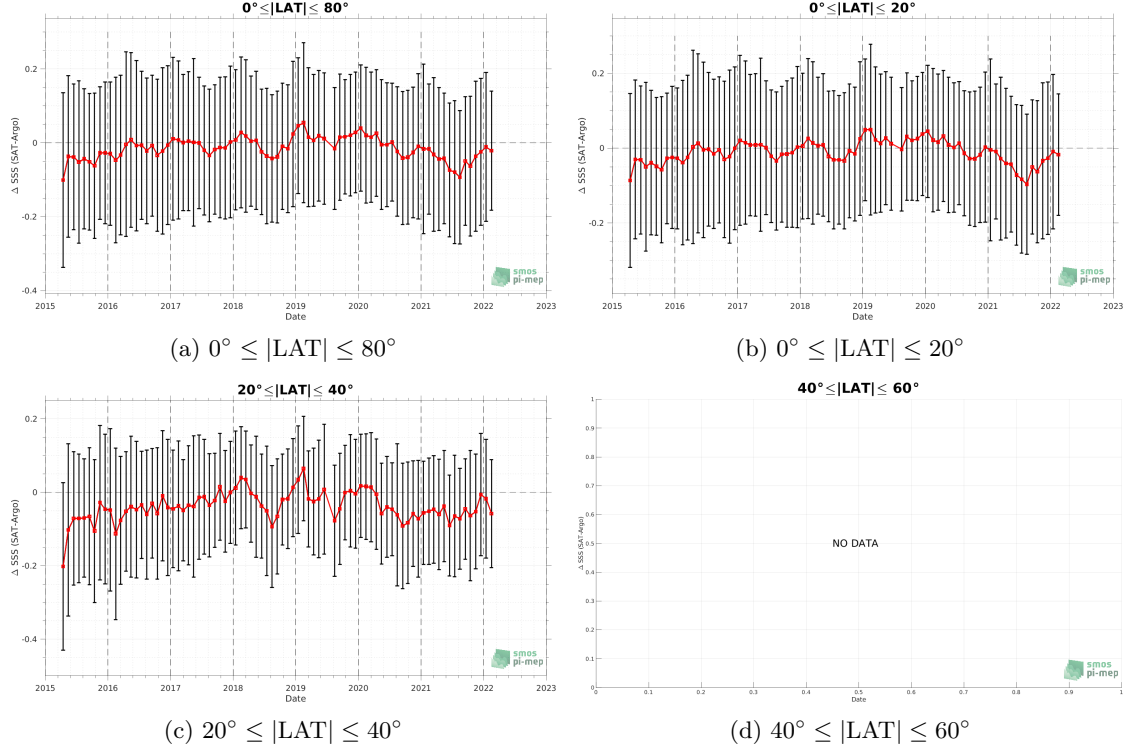 0°≤|LAT|≤ 80°
Δ SSS (SAT-Argo)
0.2
0
-0.2
-0.4
2015 2016 2017 2018 2019 2020 2021 2022 2023
Date
smos
pi-mep
(a) 0° ≤ |LAT| ≤ 80°
0°≤|LAT|≤ 20°
Δ SSS (SAT-Argo)
0.2
0
-0.2
2015 2016 2017 2018 2019 2020 2021 2022 2023
Date
smos
pi-mep
(b) 0° ≤ |LAT| ≤ 20°
20°≤|LAT|≤ 40°
Δ SSS (SAT-Argo)
0.2
0
-0.2
-0.4
2015 2016 2017 2018 2019 2020 2021 2022 2023
Date
smos
pi-mep
(c) 20° ≤ |LAT| ≤ 40°
40°≤|LAT|≤ 60°
Δ SSS (SAT-Argo)
1
0.9
0.8
0.7
0.6
0.5
0.4
0.3
0.2
0.1
0
NO DATA
0 0.1 0.2 0.3 0.4 0.5 0.6 0.7 0.8 0.9 1
Date
smos
pi-mep
(d) 40° ≤ |LAT| ≤ 60°